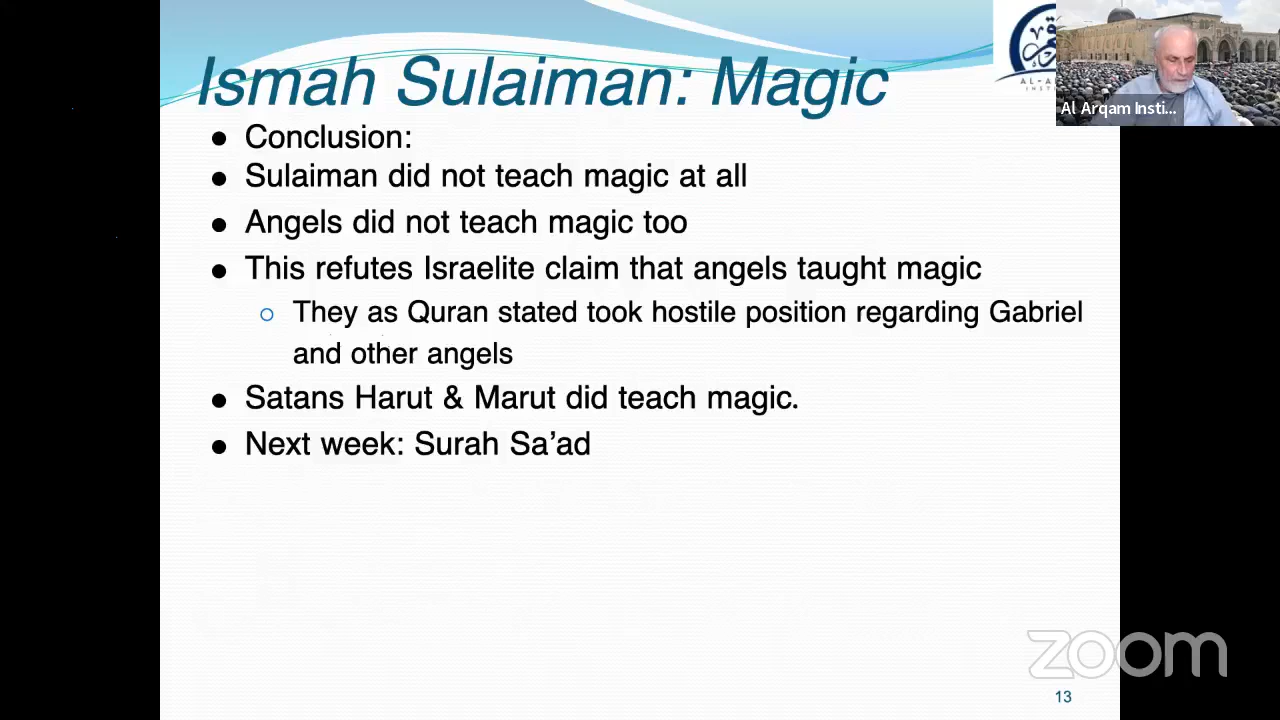 Ismah Sulaiman: Magic
● Conclusion:
● Sulaiman did not teach magic at all
● Angels did not teach magic too
● This refutes Israelite claim that angels taught magic
○ They as Quran stated took hostile position regarding Gabriel
and other angels
● Satans Harut & Marut did teach magic.
● Next week: Surah Sa’ad
Al Arqam Insti...
zoom
13